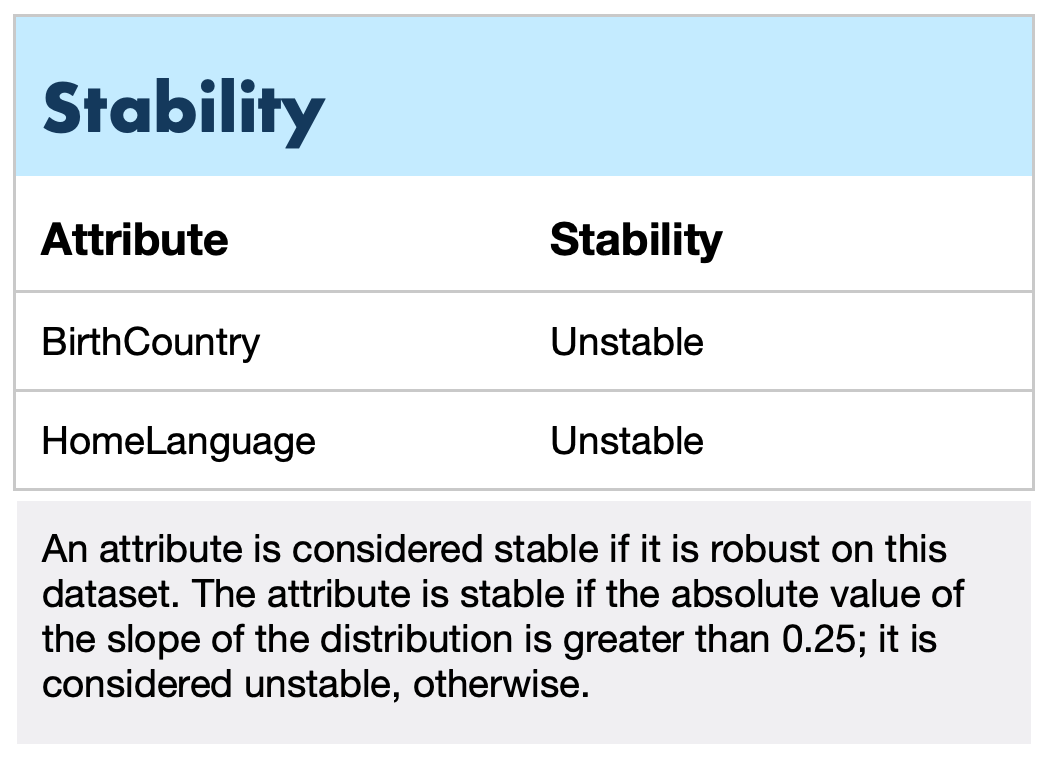 Stability
Attribute Stability
BirthCountry Unstable
HomeLanguage Unstable
An attribute is considered stable if it is robust on this
dataset. The attribute is stable if the absolute value of
the slope of the distribution is greater than 0.25; it is
considered unstable, otherwise.